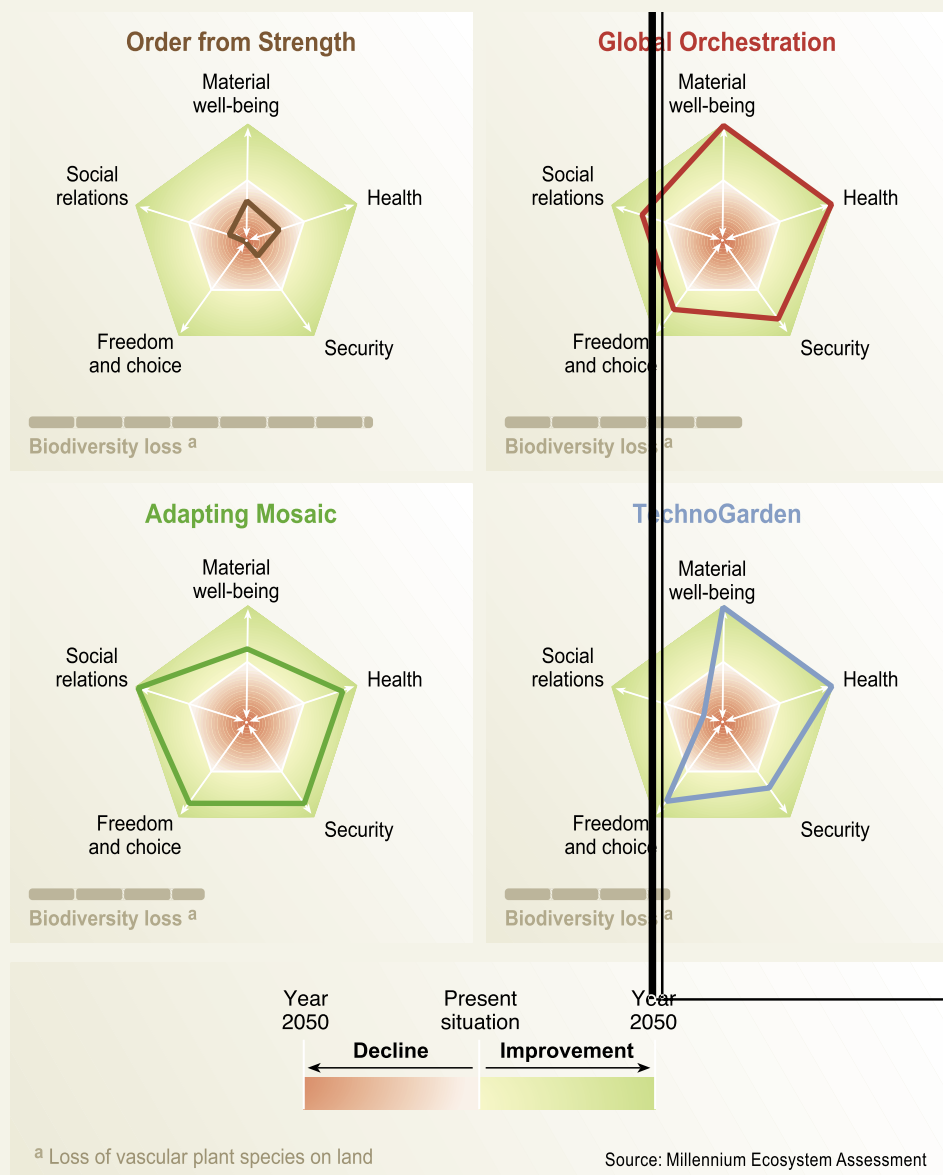 Order from Strength
Material
well-being
Social
relations
Health
Freedom
and choice
Security
Biodiversity loss a
Global Orchestration
Material
well-being
Social
relations
Health
Freedom
and choice
Security
Biodiversity loss a
Adapting Mosaic
Material
well-being
Social
relations
Health
Freedom
and choice
Security
Biodiversity loss a
TechnoGarden
Material
well-being
Social
relations
Health
Freedom
and choice
Security
Biodiversity loss a
Year
2050
Present
situation
Year
2050
Decline
Improvement
a Loss of vascular plant species on land
Source: Millennium Ecosystem Assessment